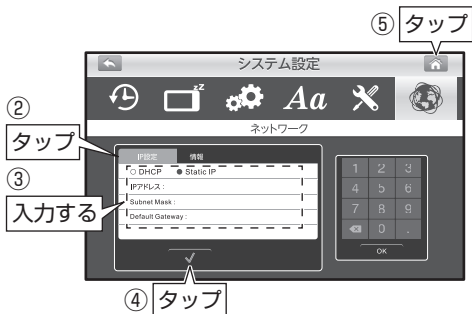 ⑤ タップ
システム設定
Aa
ネットワーク
② タップ
IP設定 情報
DHCP Static IP
③ 入力する
IPアドレス :
Subnet Mask :
Default Gateway :
1 2 3
4 5 6
7 8 9
0 .
OK
④ タップ